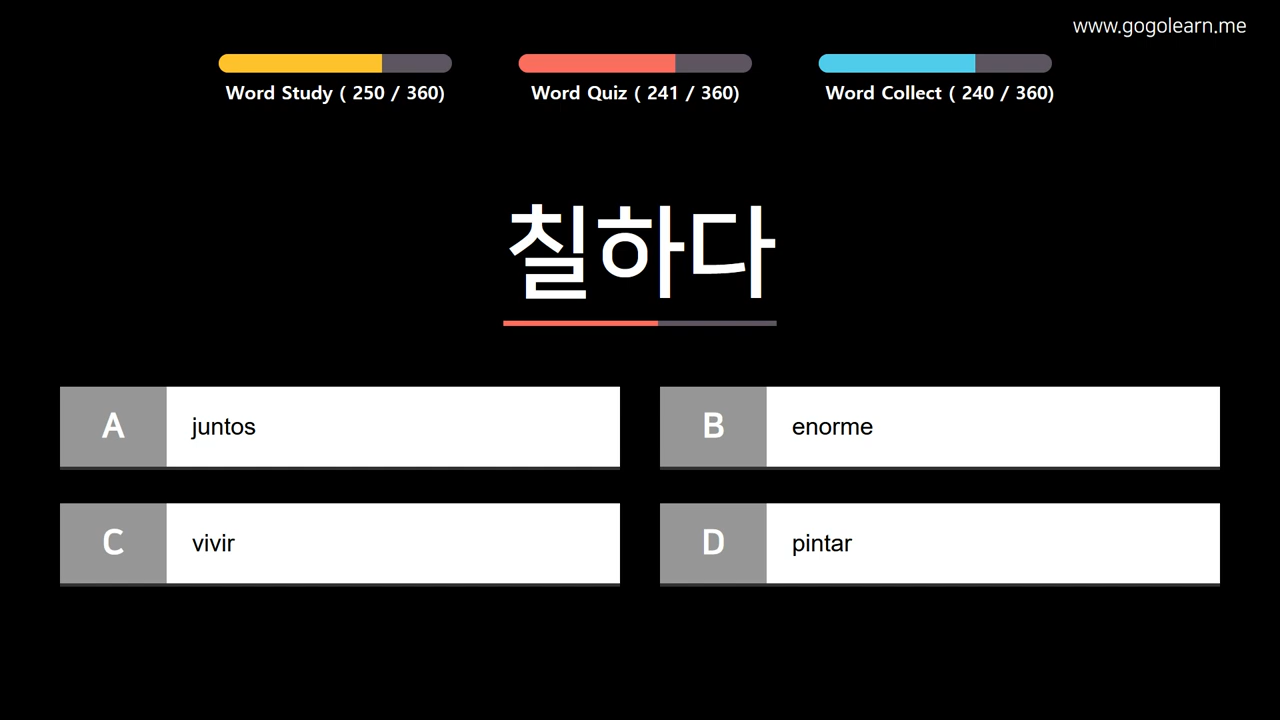 www.gogolearn.me
Word Study ( 250 / 360)
Word Quiz ( 241 / 360)
Word Collect ( 240 / 360)
칠하다
A juntos
B enorme
C vivir
D pintar